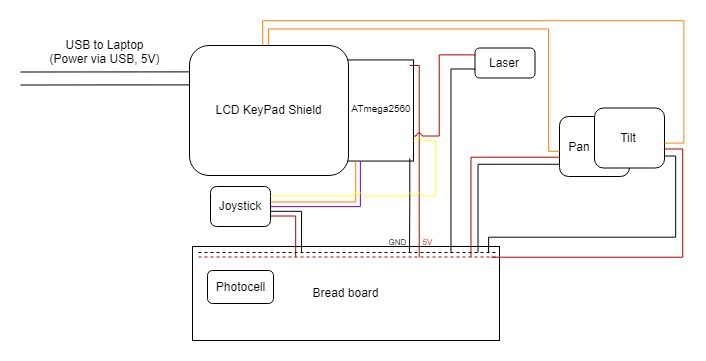 USB to Laptop
(Power via USB, 5V)
LCD KeyPad Shield
ATmega2560
Laser
Pan
Tilt
Joystick
GND
5V
Photocell
Bread board